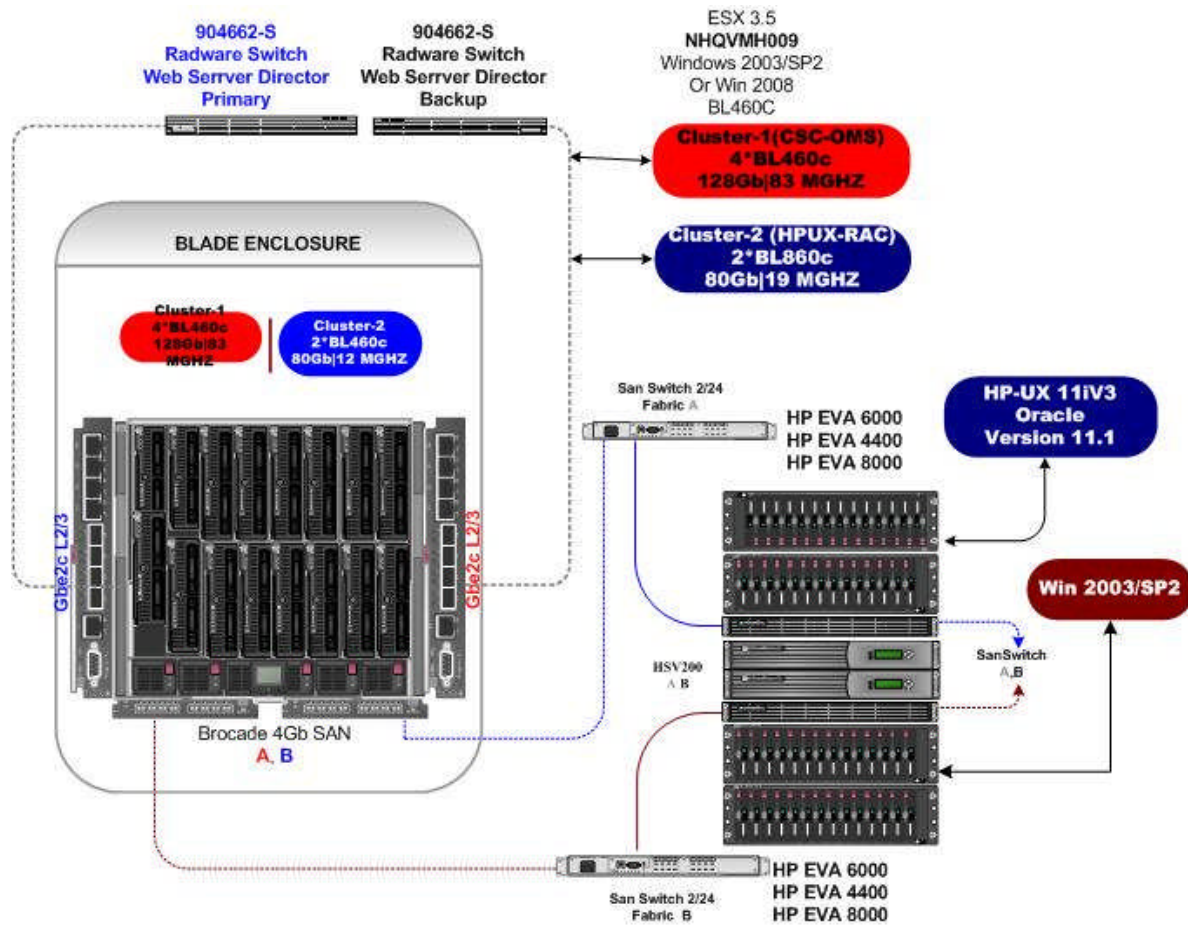 904662-S
Radware Switch
Web Serrver Director
Primary
904662-S
Radware Switch
Web Serrver Director
Backup
ESX 3.5
NHQVMH009
Windows 2003/SP2
Or Win 2008
BL460C
Cluster-1(CSC-OMS)
4*BL460c
128Gb|83 MGHZ
Cluster-2 (HPUX-RAC)
2*BL860c
80Gb|19 MGHZ
BLADE ENCLOSURE
Cluster-1
4*BL460c
128Gb|83
MGHZ
Cluster-2
2*BL460c
80Gb|12 MGHZ
Gbe2c L2/3
Gbe2c L2/3
Brocade 4Gb SAN
A, B
San Switch 2/24
Fabric A
HP EVA 6000
HP EVA 4400
HP EVA 8000
HP-UX 11iV3
Oracle
Version 11.1
Win 2003/SP2
HSV200
A B
SanSwitch
A,B
San Switch 2/24
Fabric B
HP EVA 6000
HP EVA 4400
HP EVA 8000